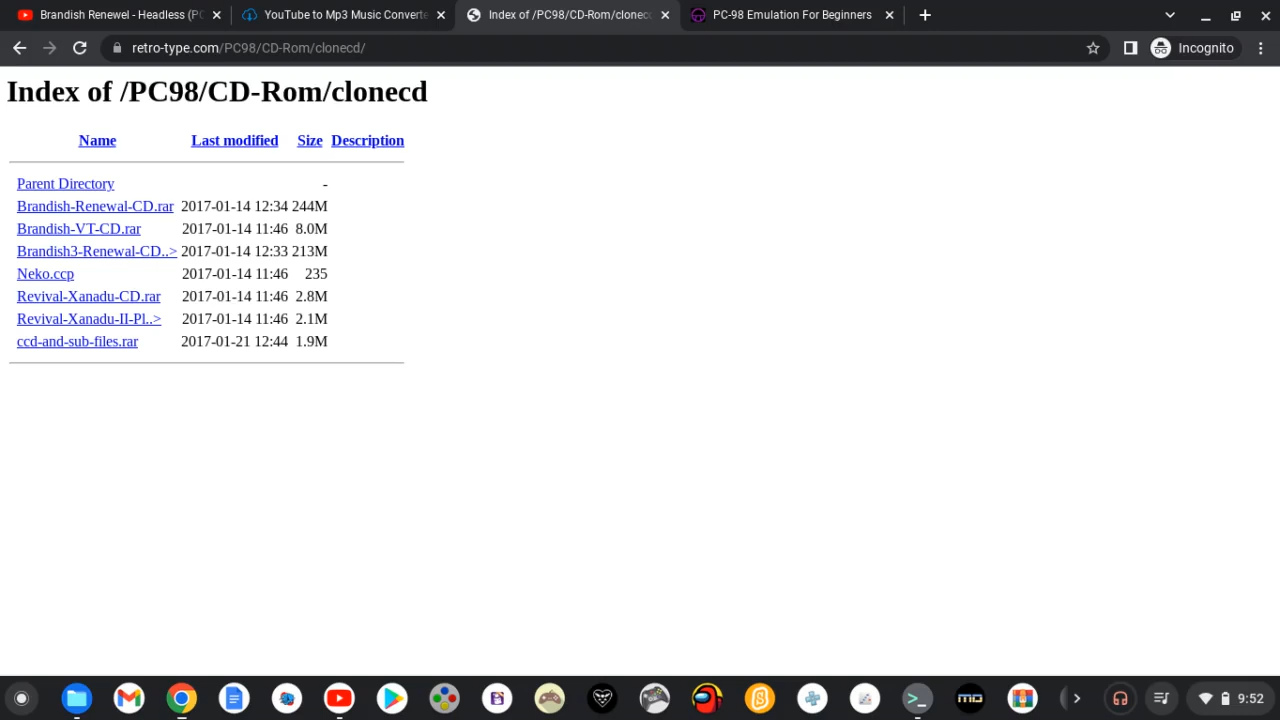 Brandish Renewel - Headless (PC
YouTube to Mp3 Music Converte
Index of /PC98/CD-Rom/clonecd
PC-98 Emulation For Beginners
retro-type.com/PC98/CD-Rom/clonecd/
Incognito
Index of /PC98/CD-Rom/clonecd
Name Last modified Size Description
Parent Directory -
Brandish-Renewal-CD.rar 2017-01-14 12:34 244M
Brandish-VT-CD.rar 2017-01-14 11:46 8.0M
Brandish3-Renewal-CD..> 2017-01-14 12:33 213M
Neko.ccp 2017-01-14 11:46 235
Revival-Xanadu-CD.rar 2017-01-14 11:46 2.8M
Revival-Xanadu-II-Pl..> 2017-01-14 11:46 2.1M
ccd-and-sub-files.rar 2017-01-21 12:44 1.9M
9:52